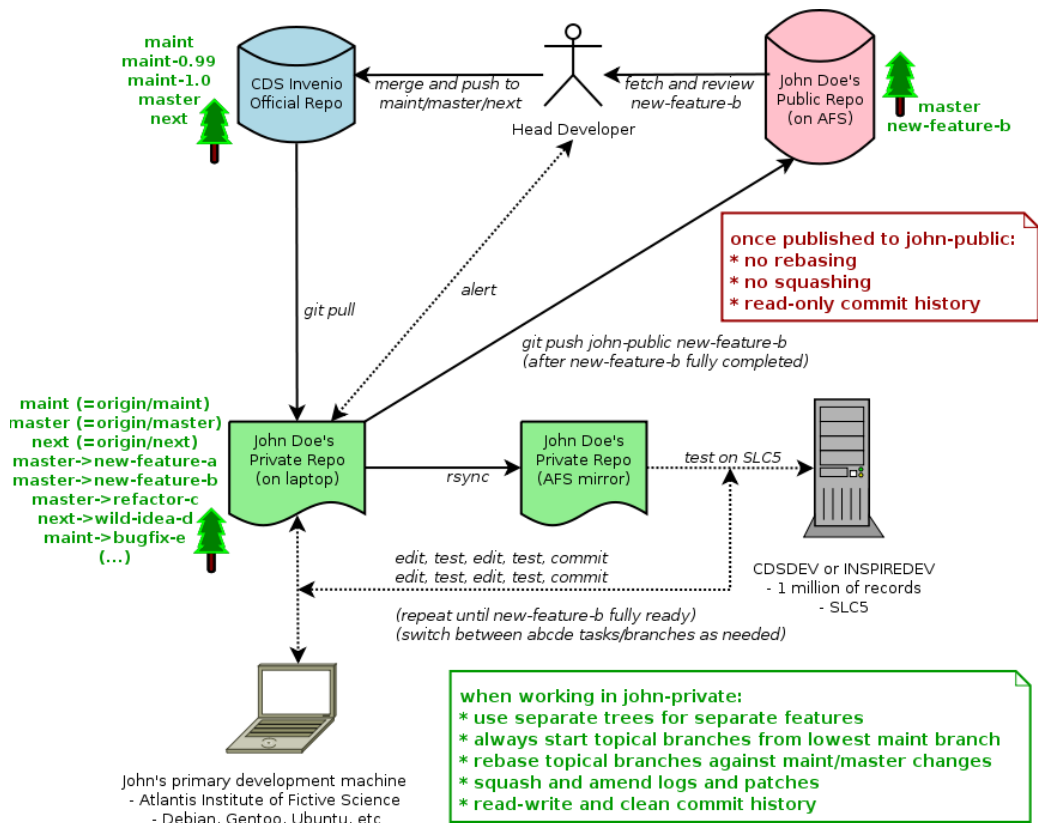 maint
maint-0.99
maint-1.0
master
next
CDS Invenio
Official Repo
merge and push to
maint/master/next
Head Developer
fetch and review
new-feature-b
John Doe's
Public Repo
(on AFS)
master
new-feature-b
once published to john-public:
* no rebasing
* no squashing
* read-only commit history
alert
git pull
git push john-public new-feature-b
(after new-feature-b fully completed)
maint (=origin/maint)
master (=origin/master)
next (=origin/next)
master->new-feature-a
master->new-feature-b
master->refactor-c
next->wild-idea-d
maint->bugfix-e
(...)
John Doe's
Private Repo
(on laptop)
rsync
John Doe's
Private Repo
(AFS mirror)
test on SLC5
CDSDEV or INSPIREDEV
- 1 million of records
- SLC5
edit, test, edit, test, commit
edit, test, edit, test, commit
(repeat until new-feature-b fully ready)
(switch between abcde tasks/branches as needed)
John's primary development machine
- Atlantis Institute of Fictive Science
- Debian, Gentoo, Ubuntu, etc
when working in john-private:
* use separate trees for separate features
* always start topical branches from lowest maint branch
* rebase topical branches against maint/master changes
* squash and amend logs and patches
* read-write and clean commit history